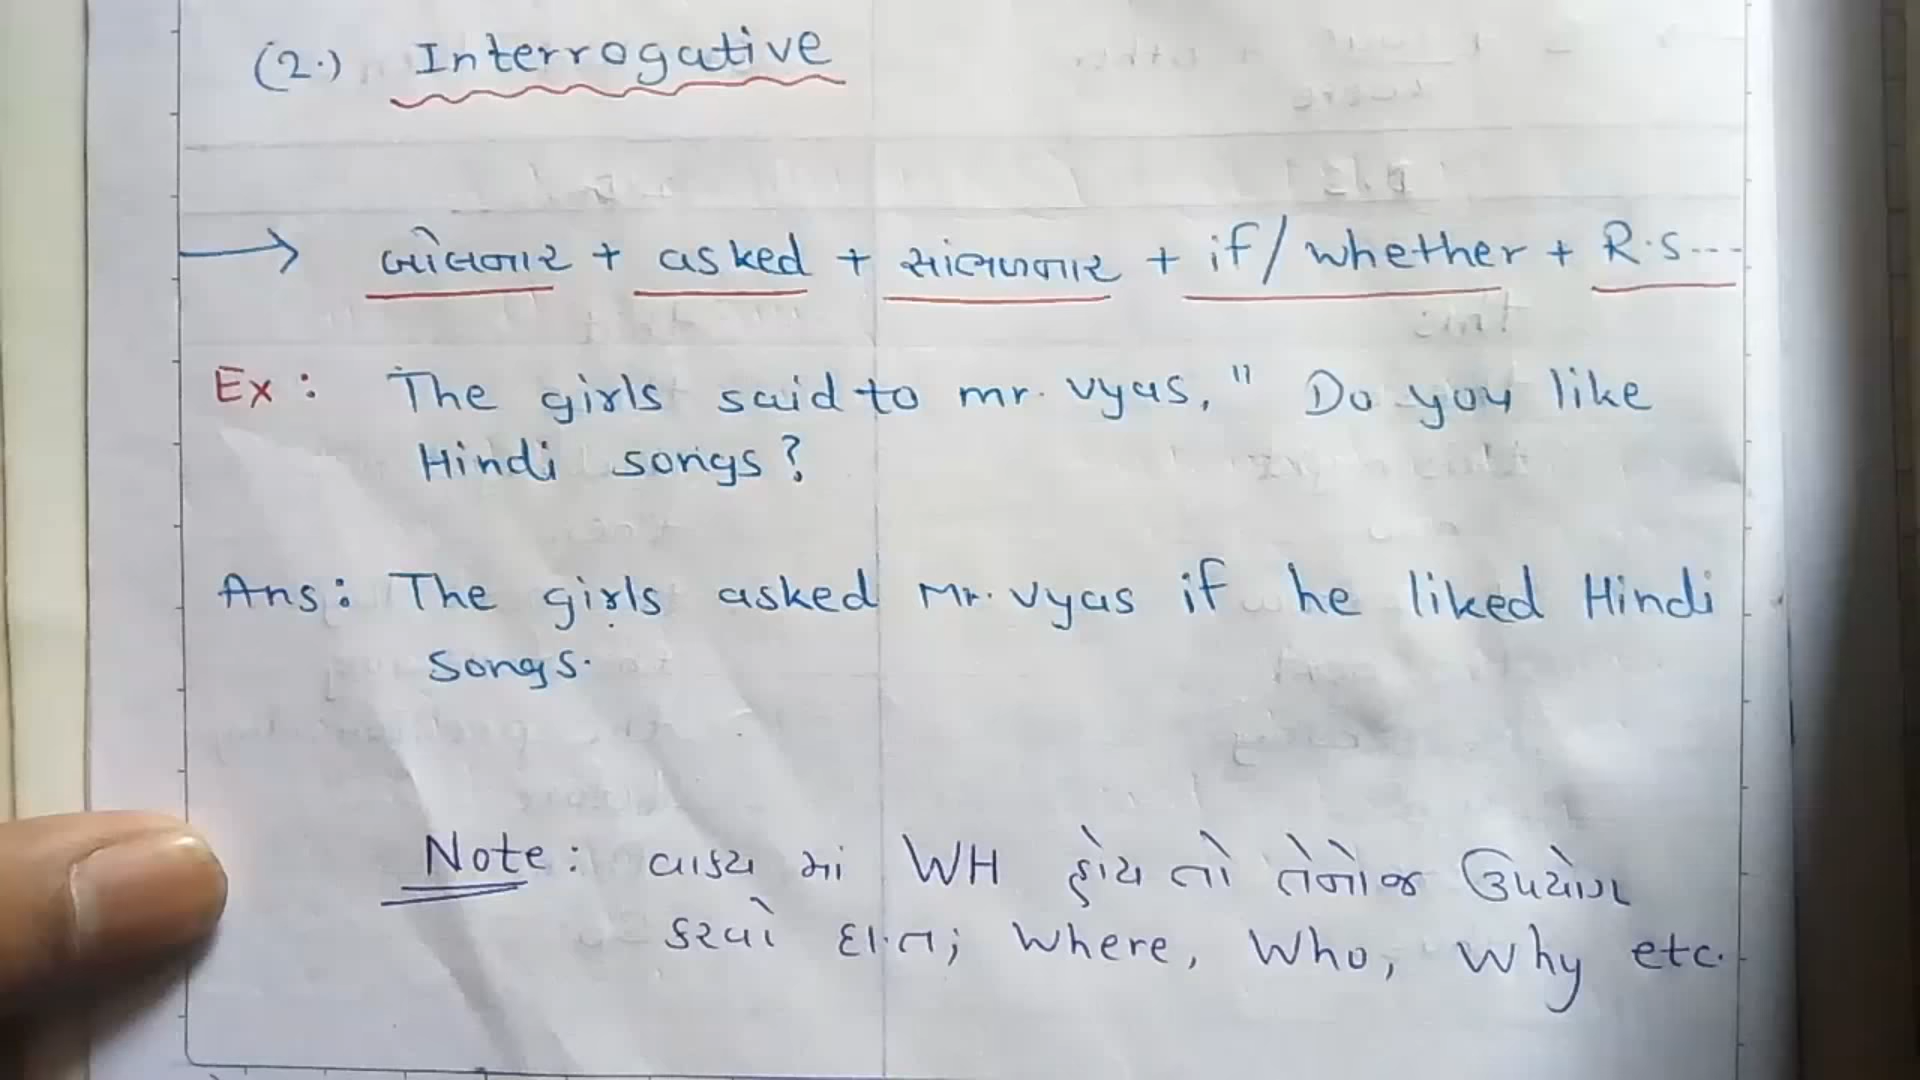 (2.) Interrogative
→ બોલનાર + asked + સાંભળનાર + if/ whether + R.S---
Ex: The girls said to mr. vyas, " Do you like
Hindi songs?
Ans: The girls asked Mr. vyas if he liked Hindi
songs.
Note: વાક્ય માં WH હોય તો તેનોજ ઉપયોગ
કરવો દા.ત; Where, Who, Why etc.